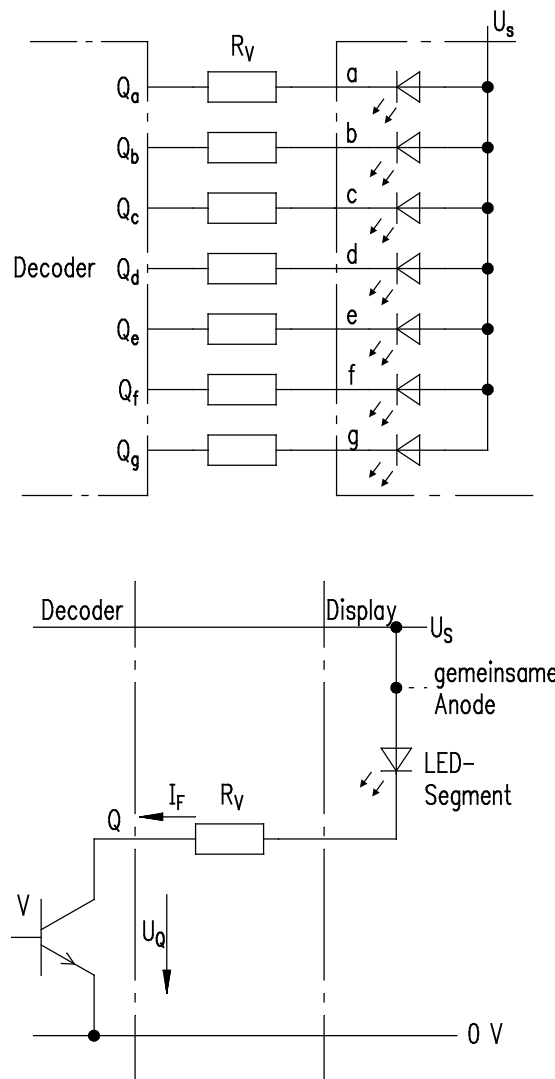 U_s
R_V
Q_a a
Q_b b
Q_c c
Decoder Q_d d
Q_e e
Q_f f
Q_g g
Decoder Display U_S
gemeinsame
Anode
LED-
Segment
I_F R_V
Q
V
U_Q
0 V